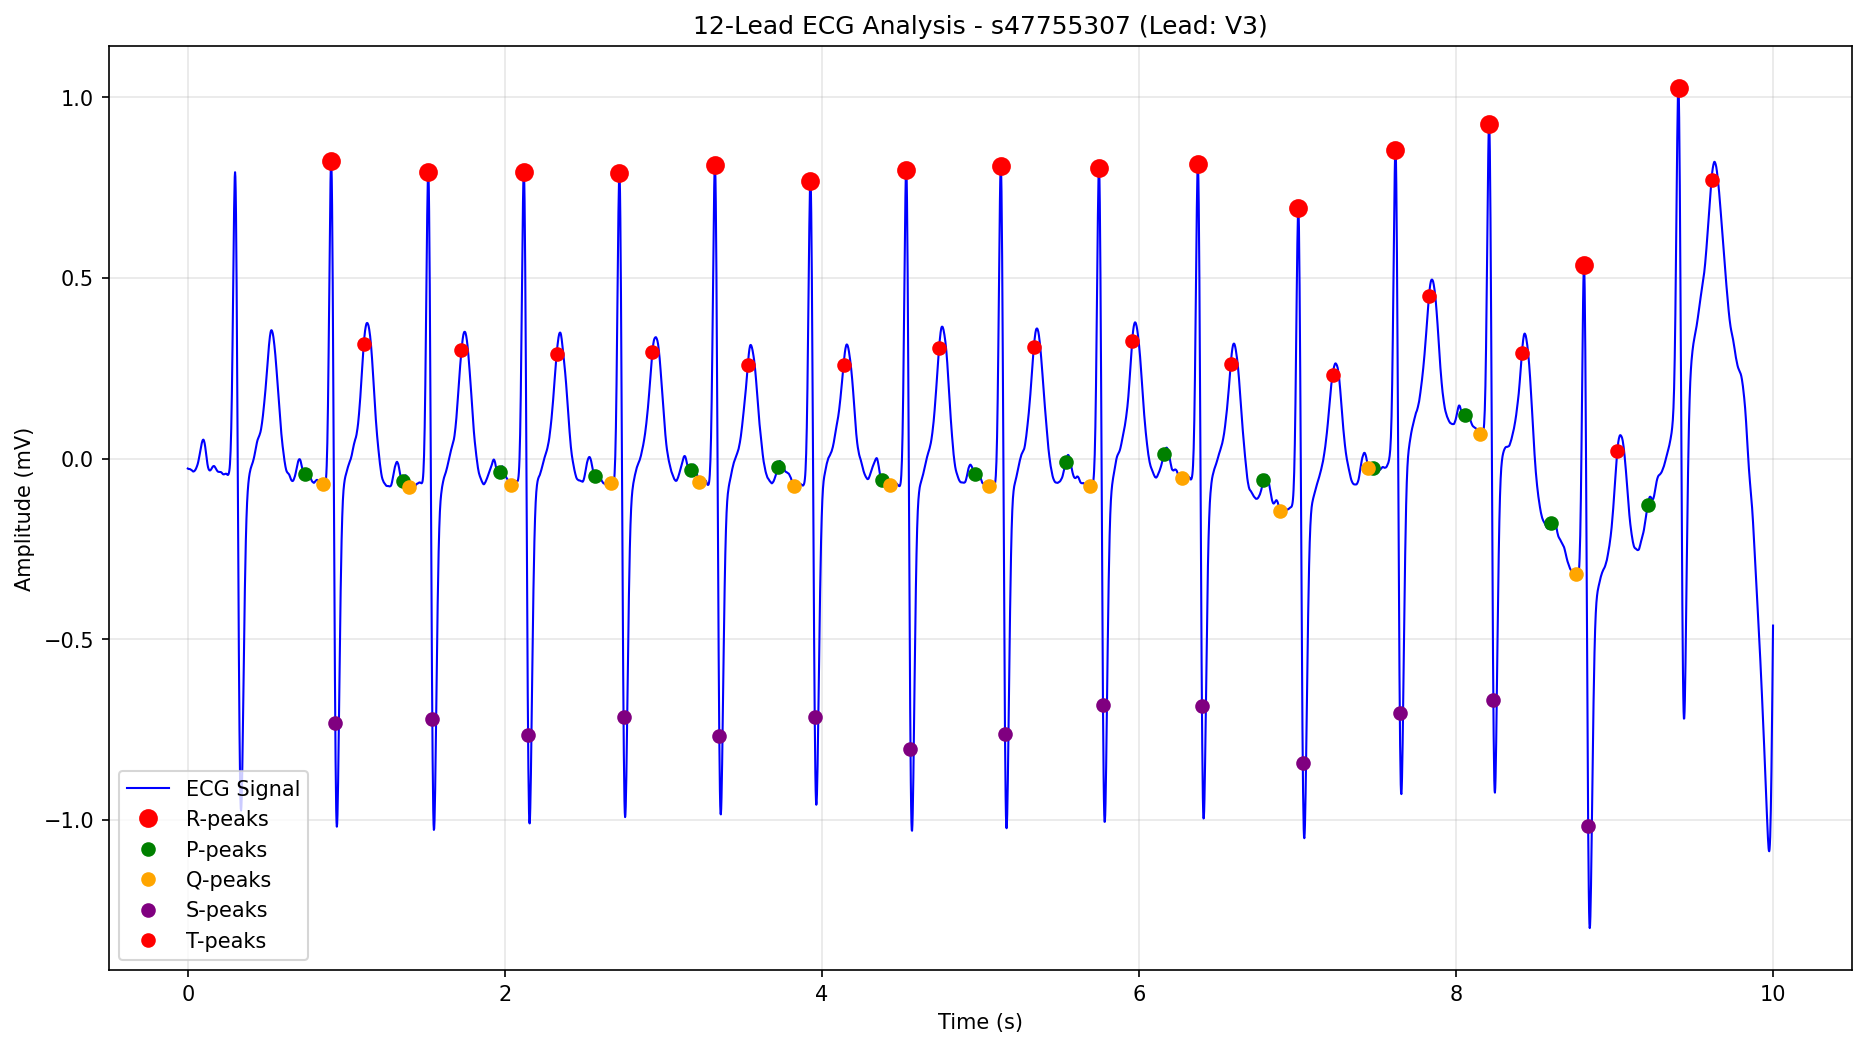 12-Lead ECG Analysis - s47755307 (Lead: V3)
1.0
0.5
0.0
−0.5
−1.0
Amplitude (mV)
ECG Signal
R-peaks
P-peaks
Q-peaks
S-peaks
T-peaks
0 2 4 6 8 10
Time (s)